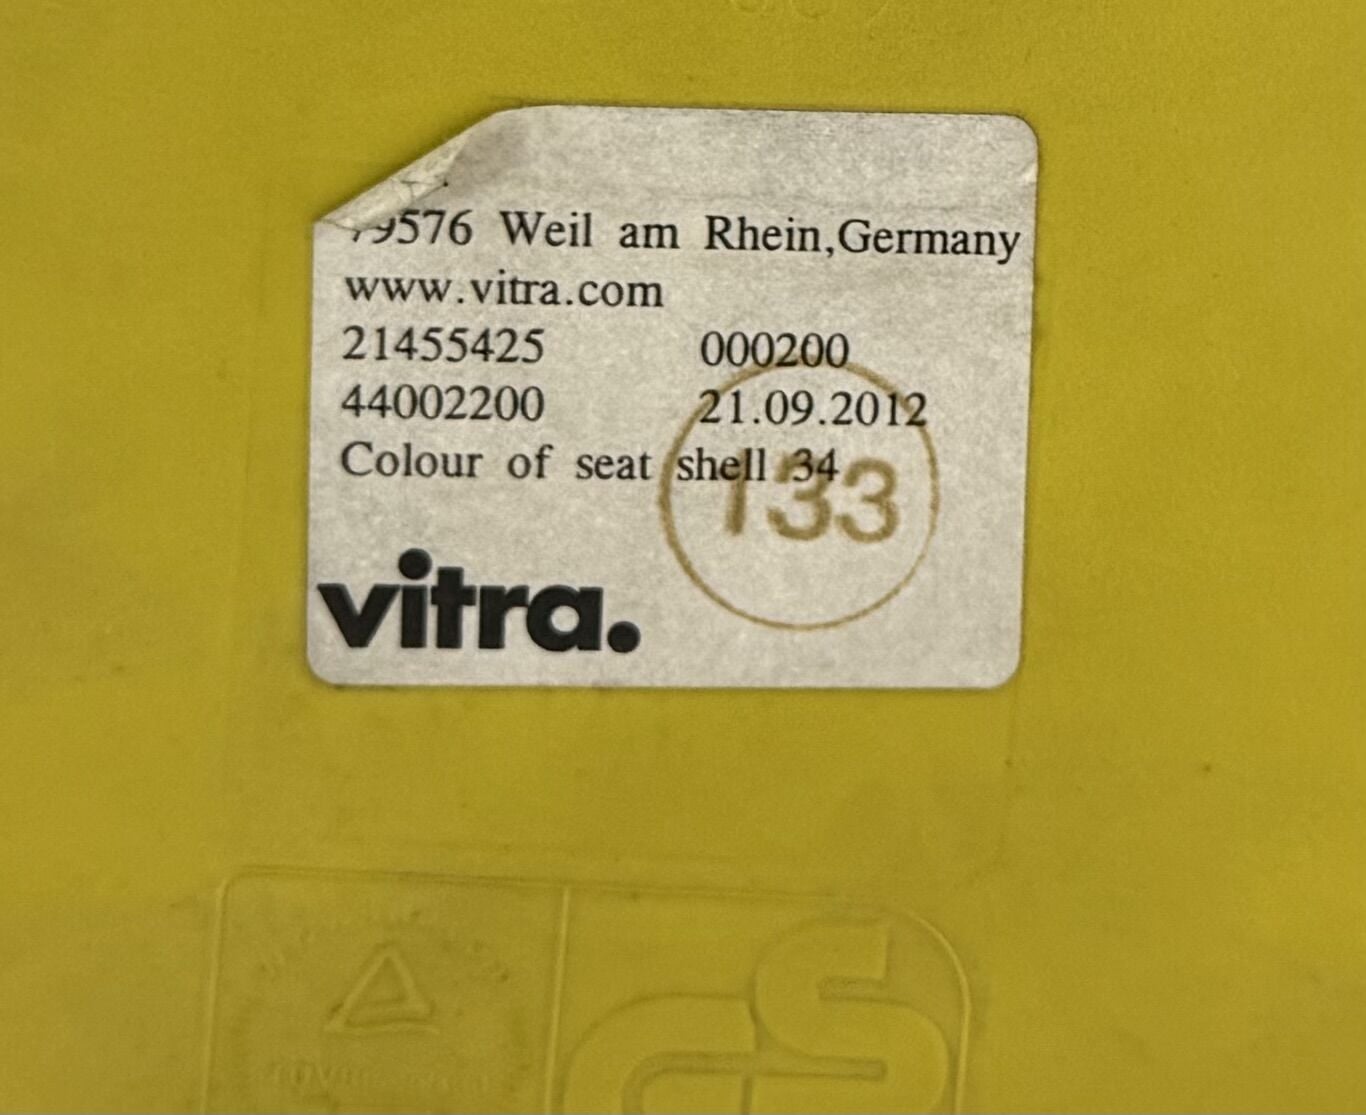 79576 Weil am Rhein,Germany
www.vitra.com
21455425 000200
44002200 21.09.2012
Colour of seat shell 34
133
vitra.